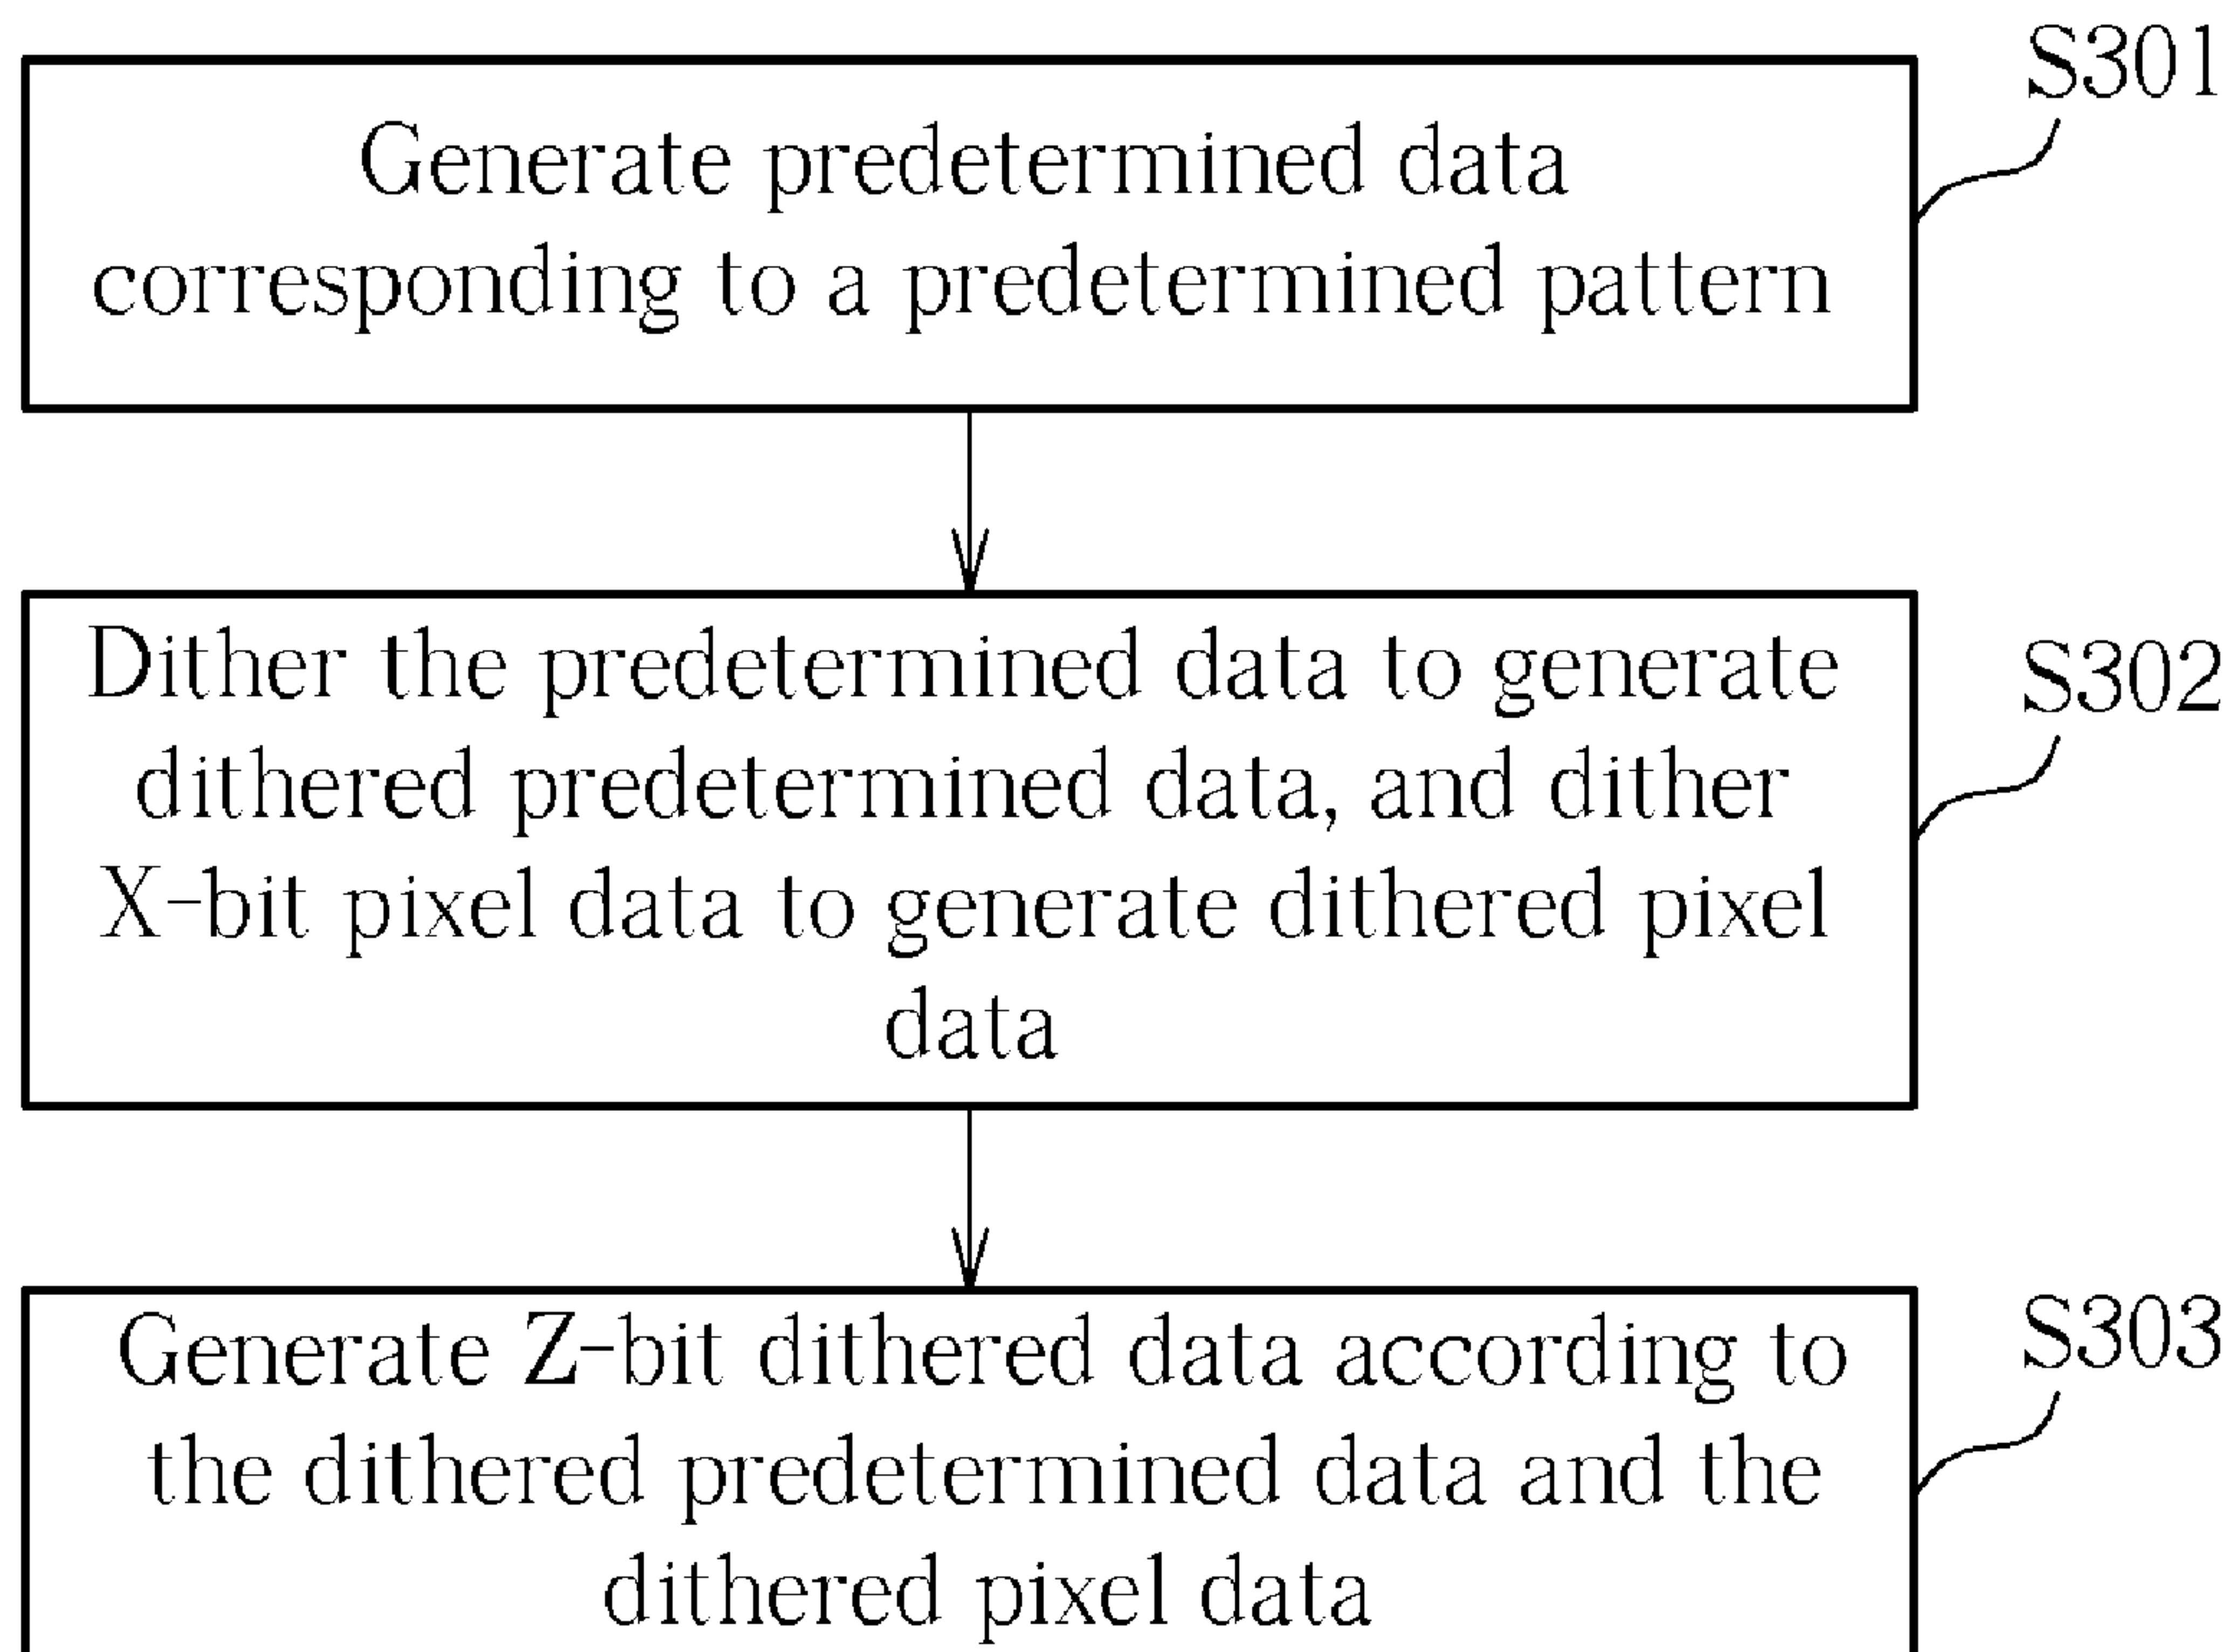 S301
Generate predetermined data
corresponding to a predetermined pattern
Dither the predetermined data to generate
S302
dithered predetermined data, and dither
X-bit pixel data to generate dithered pixel
data
Generate Z-bit dithered data according to
S303
the dithered predetermined data and the
dithered pixel data